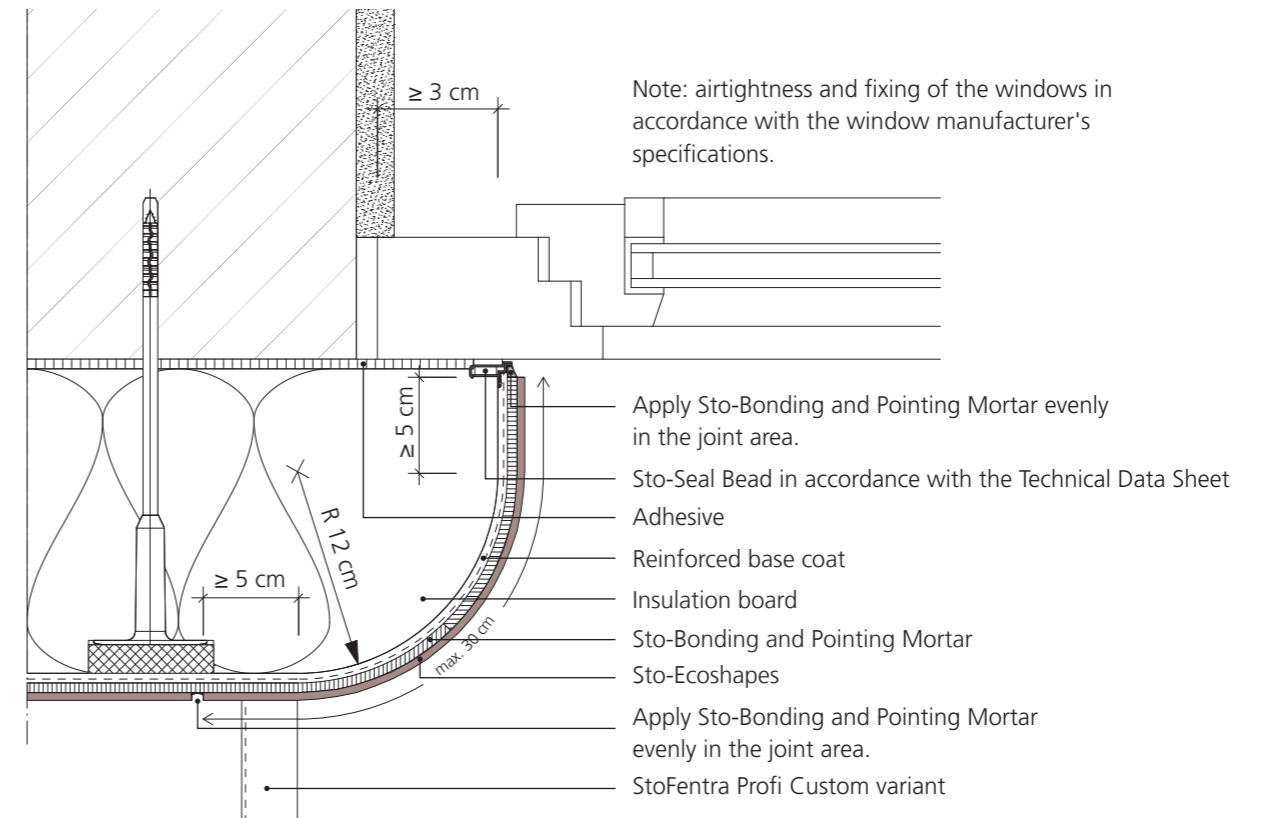 ≥ 3 cm
Note: airtightness and fixing of the windows in
accordance with the window manufacturer's
specifications.
Apply Sto-Bonding and Pointing Mortar evenly
in the joint area.
≥ 5 cm
Sto-Seal Bead in accordance with the Technical Data Sheet
Adhesive
R 12 cm
Reinforced base coat
≥ 5 cm
Insulation board
Sto-Bonding and Pointing Mortar
max. 30 cm
Sto-Ecoshapes
Apply Sto-Bonding and Pointing Mortar
evenly in the joint area.
StoFentra Profi Custom variant